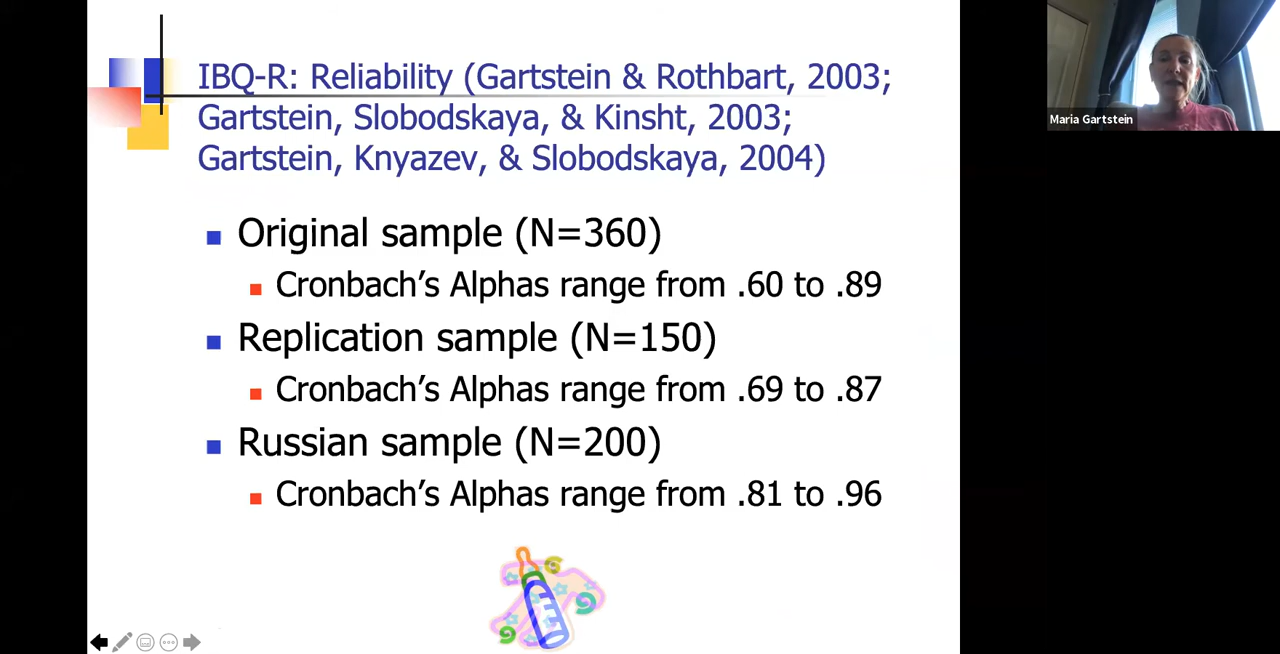 IBQ-R: Reliability (Gartstein & Rothbart, 2003;
Gartstein, Slobodskaya, & Kinsht, 2003;
Gartstein, Knyazev, & Slobodskaya, 2004)
Original sample (N=360)
Cronbach’s Alphas range from .60 to .89
Replication sample (N=150)
Cronbach’s Alphas range from .69 to .87
Russian sample (N=200)
Cronbach’s Alphas range from .81 to .96
Maria Gartstein